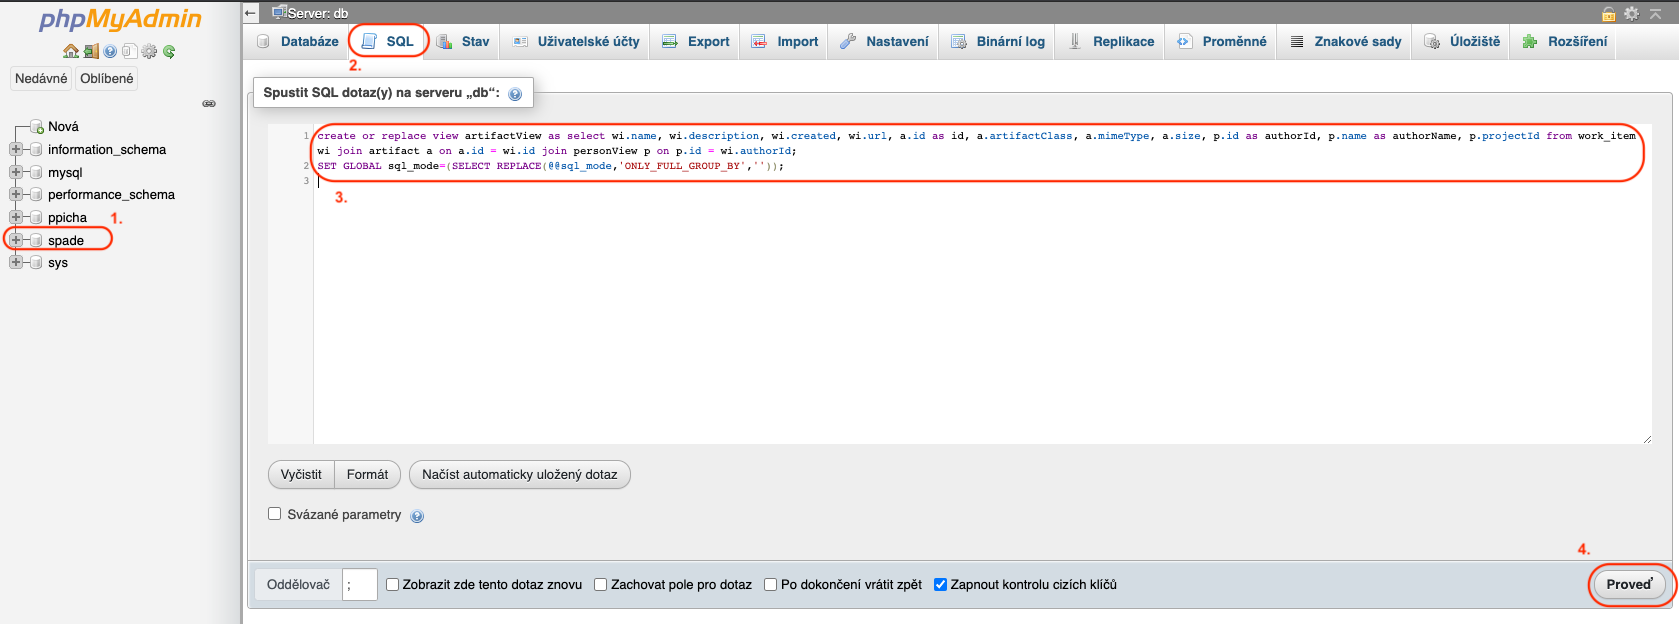 phpMyAdmin
Nedávné Oblíbené
Nová
information_schema
mysql
performance_schema
ppicha
1.
spade
sys
Server: db
Databáze SQL Stav Uživatelské účty Export Import Nastavení Binární log Replikace Proměnné Znakové sady Úložiště Rozšíření
2.
Spustit SQL dotaz(y) na serveru „db“:
1 create or replace view artifactView as select wi.name, wi.description, wi.created, wi.url, a.id as id, a.artifactClass, a.mimeType, a.size, p.id as authorId, p.name as authorName, p.projectId from work_item
wi join artifact a on a.id = wi.id join personView p on p.id = wi.authorId;
2 SET GLOBAL sql_mode=(SELECT REPLACE(@@sql_mode,'ONLY_FULL_GROUP_BY',''));
3
3.
Vyčistit Formát Načíst automaticky uložený dotaz
Svázané parametry
4.
Oddělovač ; Zobrazit zde tento dotaz znovu Zachovat pole pro dotaz Po dokončení vrátit zpět Zapnout kontrolu cizích klíčů Proveď